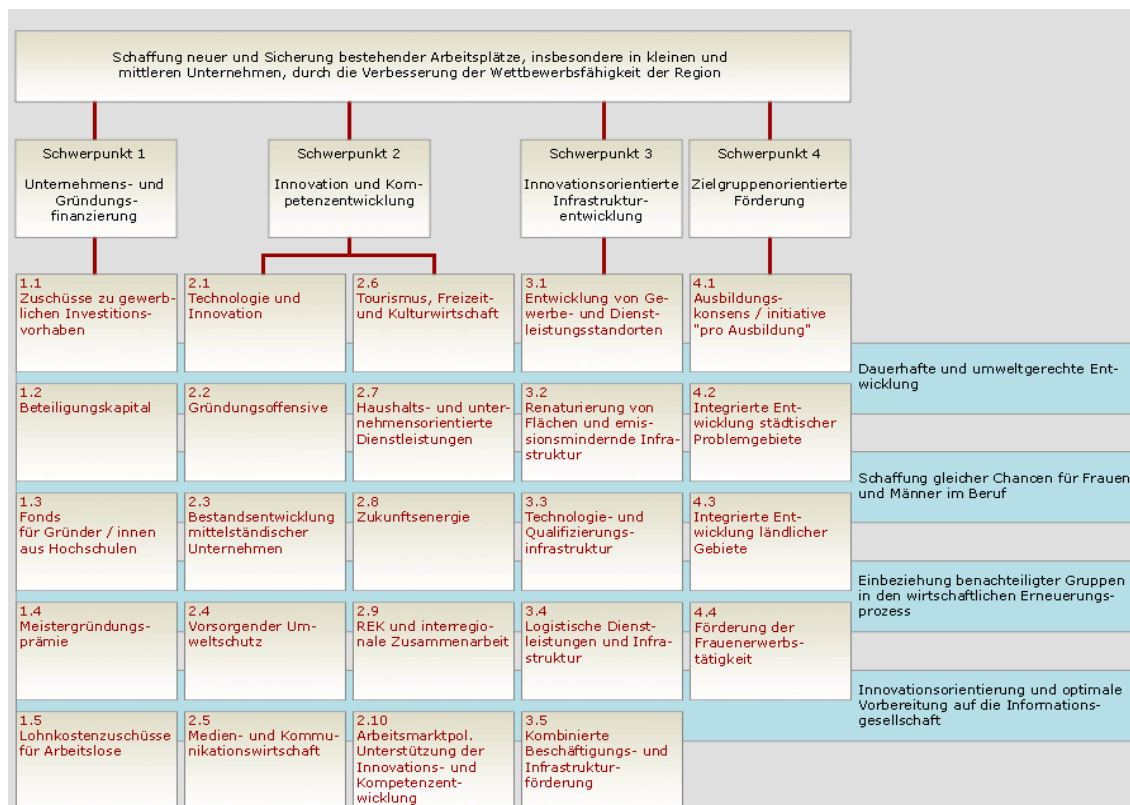 Schaffung neuer und Sicherung bestehender Arbeitsplätze, insbesondere in kleinen und
mittleren Unternehmen, durch die Verbesserung der Wettbewerbsfähigkeit der Region
Schwerpunkt 1
Unternehmens- und
Gründungs-
finanzierung
Schwerpunkt 2
Innovation und Kom-
petenzentwicklung
Schwerpunkt 3
Innovationsorientierte
Infrastruktur-
entwicklung
Schwerpunkt 4
Zielgruppenorientierte
Förderung
1.1
Zuschüsse zu gewerb-
lichen Investitions-
vorhaben
2.1
Technologie und
Innovation
2.6
Tourismus, Freizeit
und Kulturwirtschaft
3.1
Entwicklung von Ge-
werbe- und Dienst-
leistungsstandorten
4.1
Ausbildungs-
konsens / initiative
"pro Ausbildung"
Dauerhafte und umweltgerechte Ent-
wicklung
1.2
Beteiligungskapital
2.2
Gründungsoffensive
2.7
Haushalts- und unter-
nehmensorientierte
Dienstleistungen
3.2
Renaturierung von
Flächen und emis-
sionsmindernde Infra-
struktur
4.2
Integrierte Ent-
wicklung städtischer
Problemgebiete
Schaffung gleicher Chancen für Frauen
und Männer im Beruf
1.3
Fonds
für Gründer / innen
aus Hochschulen
2.3
Bestandsentwicklung
mittelständischer
Unternehmen
2.8
Zukunftsenergie
3.3
Technologie- und
Qualifizierungs-
infrastruktur
4.3
Integrierte Ent-
wicklung ländlicher
Gebiete
Einbeziehung benachteiligter Gruppen
in den wirtschaftlichen Erneuerungs-
prozess
1.4
Meistergründungs-
prämie
2.4
Vorsorgender Um-
weltschutz
2.9
REK und interregio-
nale Zusammenarbeit
3.4
Logistische Dienst-
leistungen und Infra-
struktur
4.4
Förderung der
Frauenerwerbs-
tätigkeit
Innovationsorientierung und optimale
Vorbereitung auf die Informations-
gesellschaft
1.5
Lohnkostenzuschüsse
für Arbeitslose
2.5
Medien- und Kommu-
nikationswirtschaft
2.10
Arbeitsmarktpol.
Unterstützung der
Innovations- und
Kompetenzent-
wicklung
3.5
Kombinierte
Beschäftigungs- und
Infrastruktur-
förderung